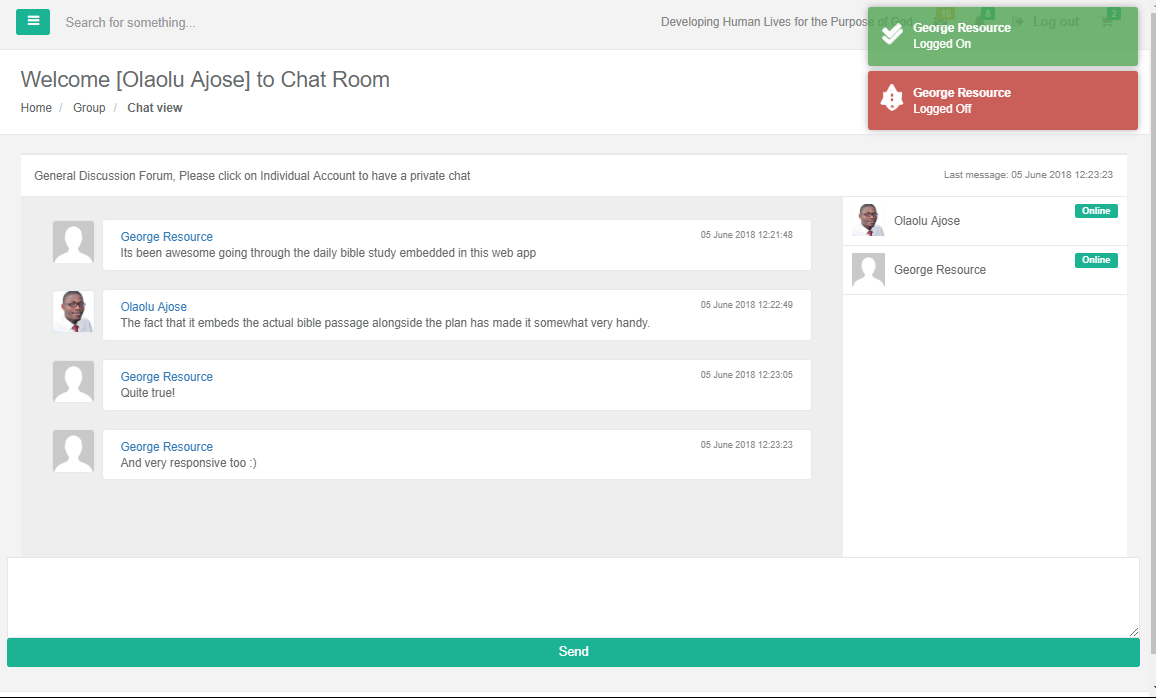 Search for something...
Developing Human Lives for the Purpose of God
16
8
Log out
2
George Resource
Logged On
George Resource
Logged Off
Welcome [Olaolu Ajose] to Chat Room
Home / Group / Chat view
General Discussion Forum, Please click on Individual Account to have a private chat
Last message: 05 June 2018 12:23:23
George Resource
05 June 2018 12:21:48
Its been awesome going through the daily bible study embedded in this web app
Olaolu Ajose
05 June 2018 12:22:49
The fact that it embeds the actual bible passage alongside the plan has made it somewhat very handy.
George Resource
05 June 2018 12:23:05
Quite true!
George Resource
05 June 2018 12:23:23
And very responsive too :)
Olaolu Ajose
Online
George Resource
Online
Send